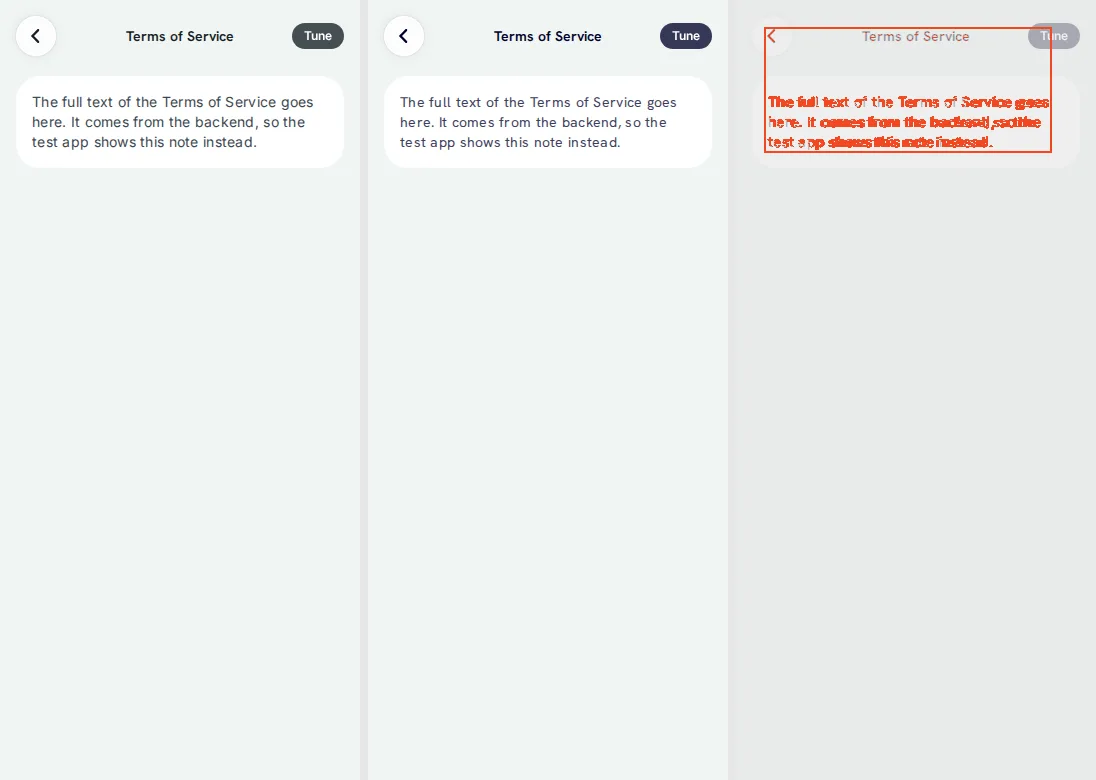 Terms of Service
Tune
The full text of the Terms of Service goes
here. It comes from the backend, so the
test app shows this note instead.
Terms of Service
Tune
The full text of the Terms of Service goes
here. It comes from the backend, so the
test app shows this note instead.
Terms of Service
Tune
The full text of the Terms of Service goes
here. It comes from the backend, so the
test app shows this note instead.